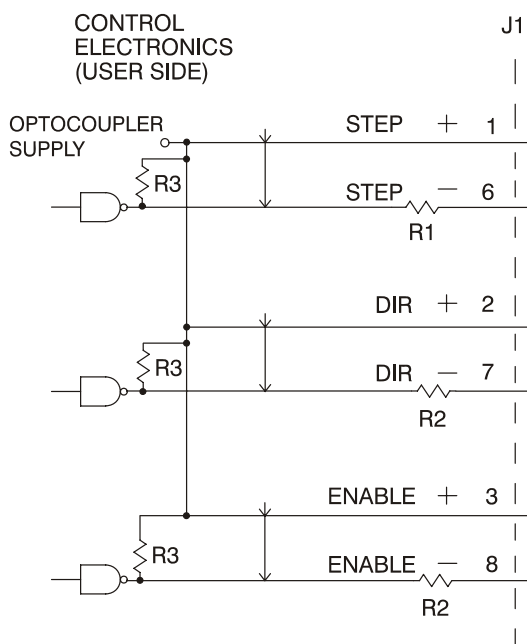 CONTROL
ELECTRONICS
(USER SIDE)
J1
OPTOCOUPLER
SUPPLY
STEP + 1
R3
STEP − 6
R1
DIR + 2
R3
DIR − 7
R2
ENABLE + 3
R3
ENABLE − 8
R2